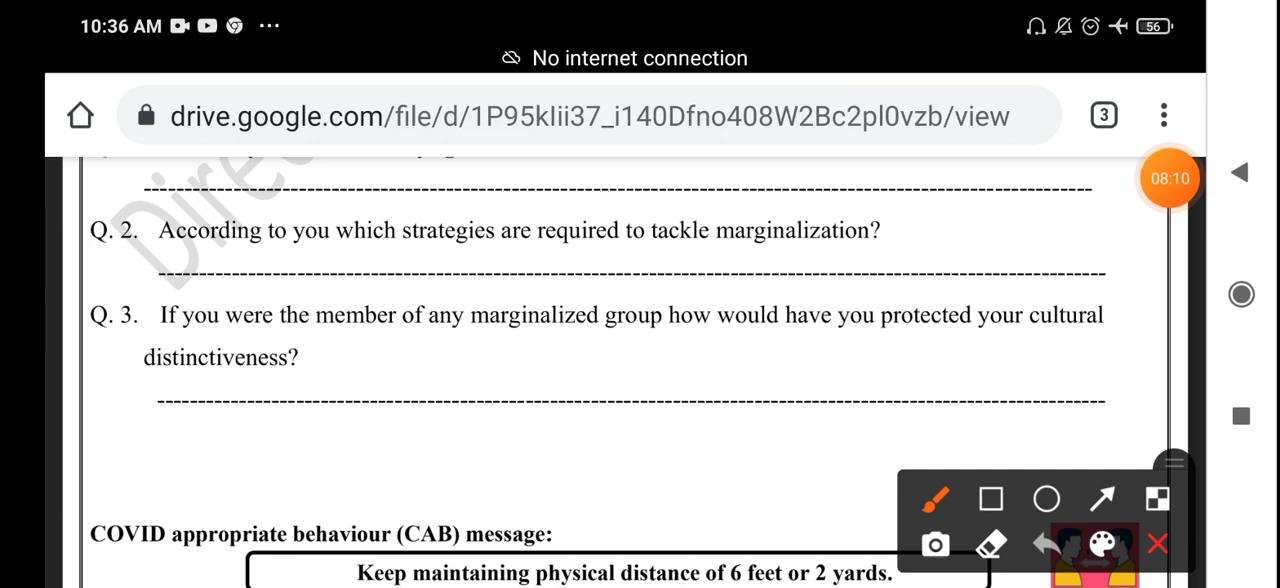 10:36 AM
56
No internet connection
drive.google.com/file/d/1P95kIii37_i140Dfno408W2Bc2pl0vzb/view
3
08:10
Q. 2. According to you which strategies are required to tackle marginalization?
Q. 3. If you were the member of any marginalized group how would have you protected your cultural
distinctiveness?
COVID appropriate behaviour (CAB) message:
Keep maintaining physical distance of 6 feet or 2 yards.